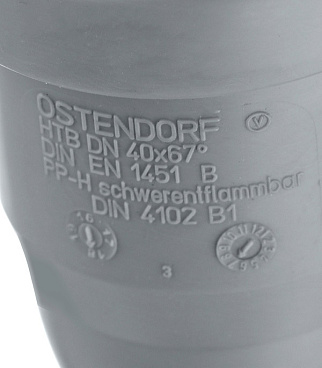 OSTENDORF
HTB DN 40x67°
DIN EN 1451 B
PP-H schwerentflammbar
DIN 4102 B1
3